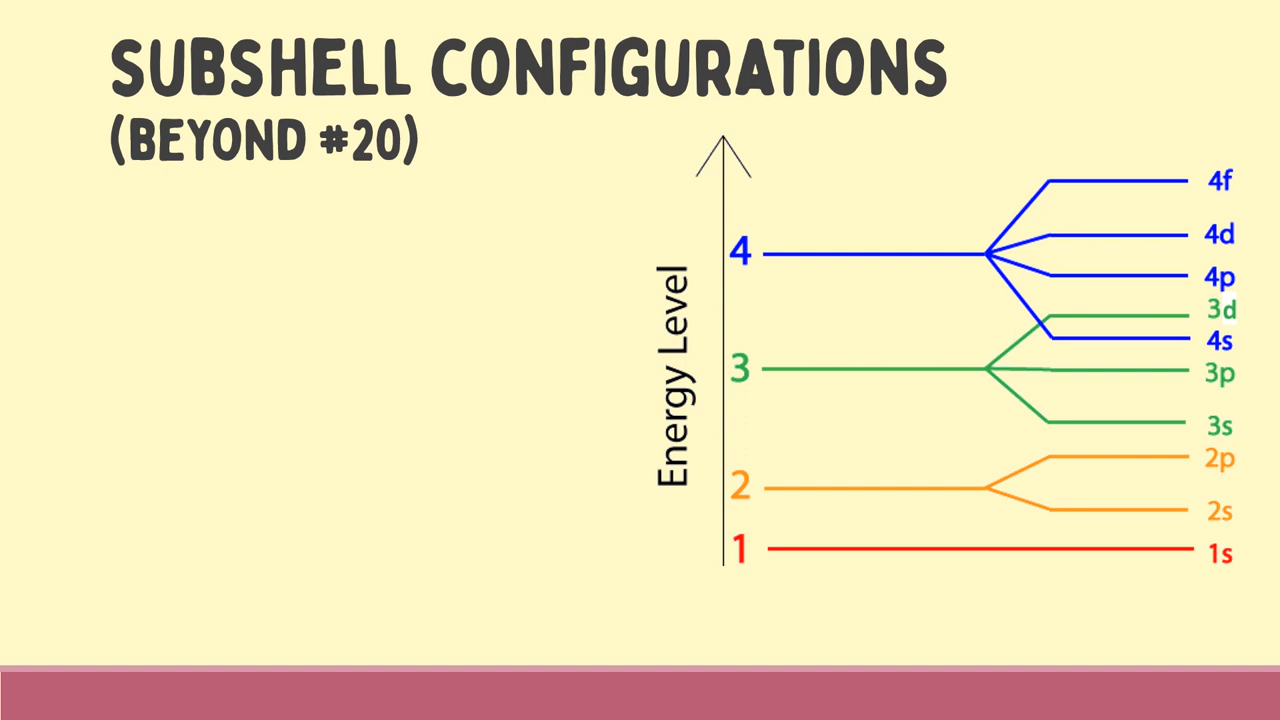 SUBSHELL CONFIGURATIONS
(BEYOND #20)
Energy Level
4
3
2
1
4f
4d
4p
3d
4s
3p
3s
2p
2s
1s